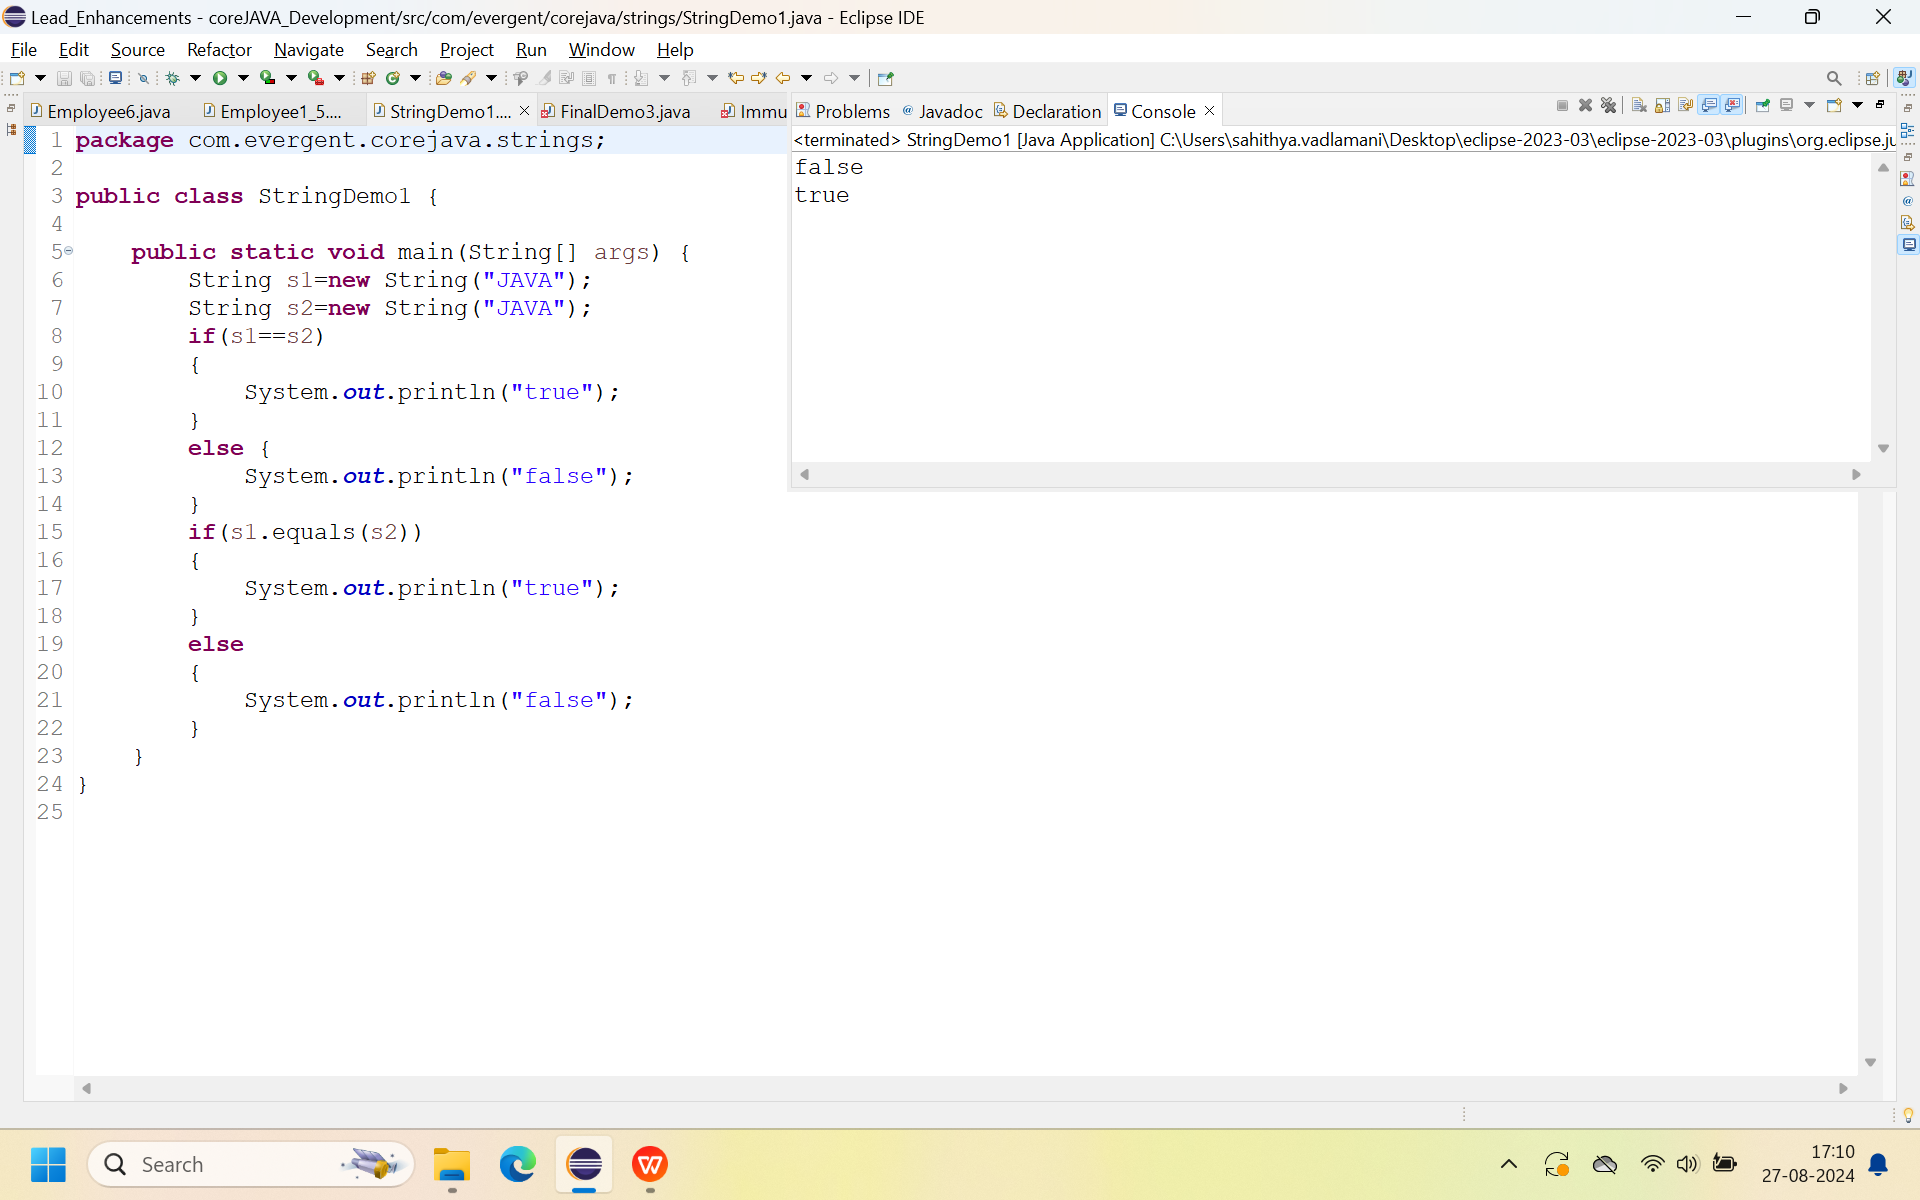 Lead_Enhancements - coreJAVA_Development/src/com/evergent/corejava/strings/StringDemo1.java - Eclipse IDE
File Edit Source Refactor Navigate Search Project Run Window Help
Employee6.java Employee1_5.... StringDemo1.... FinalDemo3.java Immu
Problems Javadoc Declaration Console
<terminated> StringDemo1 [Java Application] C:\Users\sahithya.vadlamani\Desktop\eclipse-2023-03\eclipse-2023-03\plugins\org.eclipse.ju
false
true
1 package com.evergent.corejava.strings;
2
3 public class StringDemo1 {
4
5 public static void main(String[] args) {
6 String s1=new String("JAVA");
7 String s2=new String("JAVA");
8 if(s1==s2)
9 {
10 System.out.println("true");
11 }
12 else {
13 System.out.println("false");
14 }
15 if(s1.equals(s2))
16 {
17 System.out.println("true");
18 }
19 else
20 {
21 System.out.println("false");
22 }
23 }
24 }
25
Search
17:10
27-08-2024